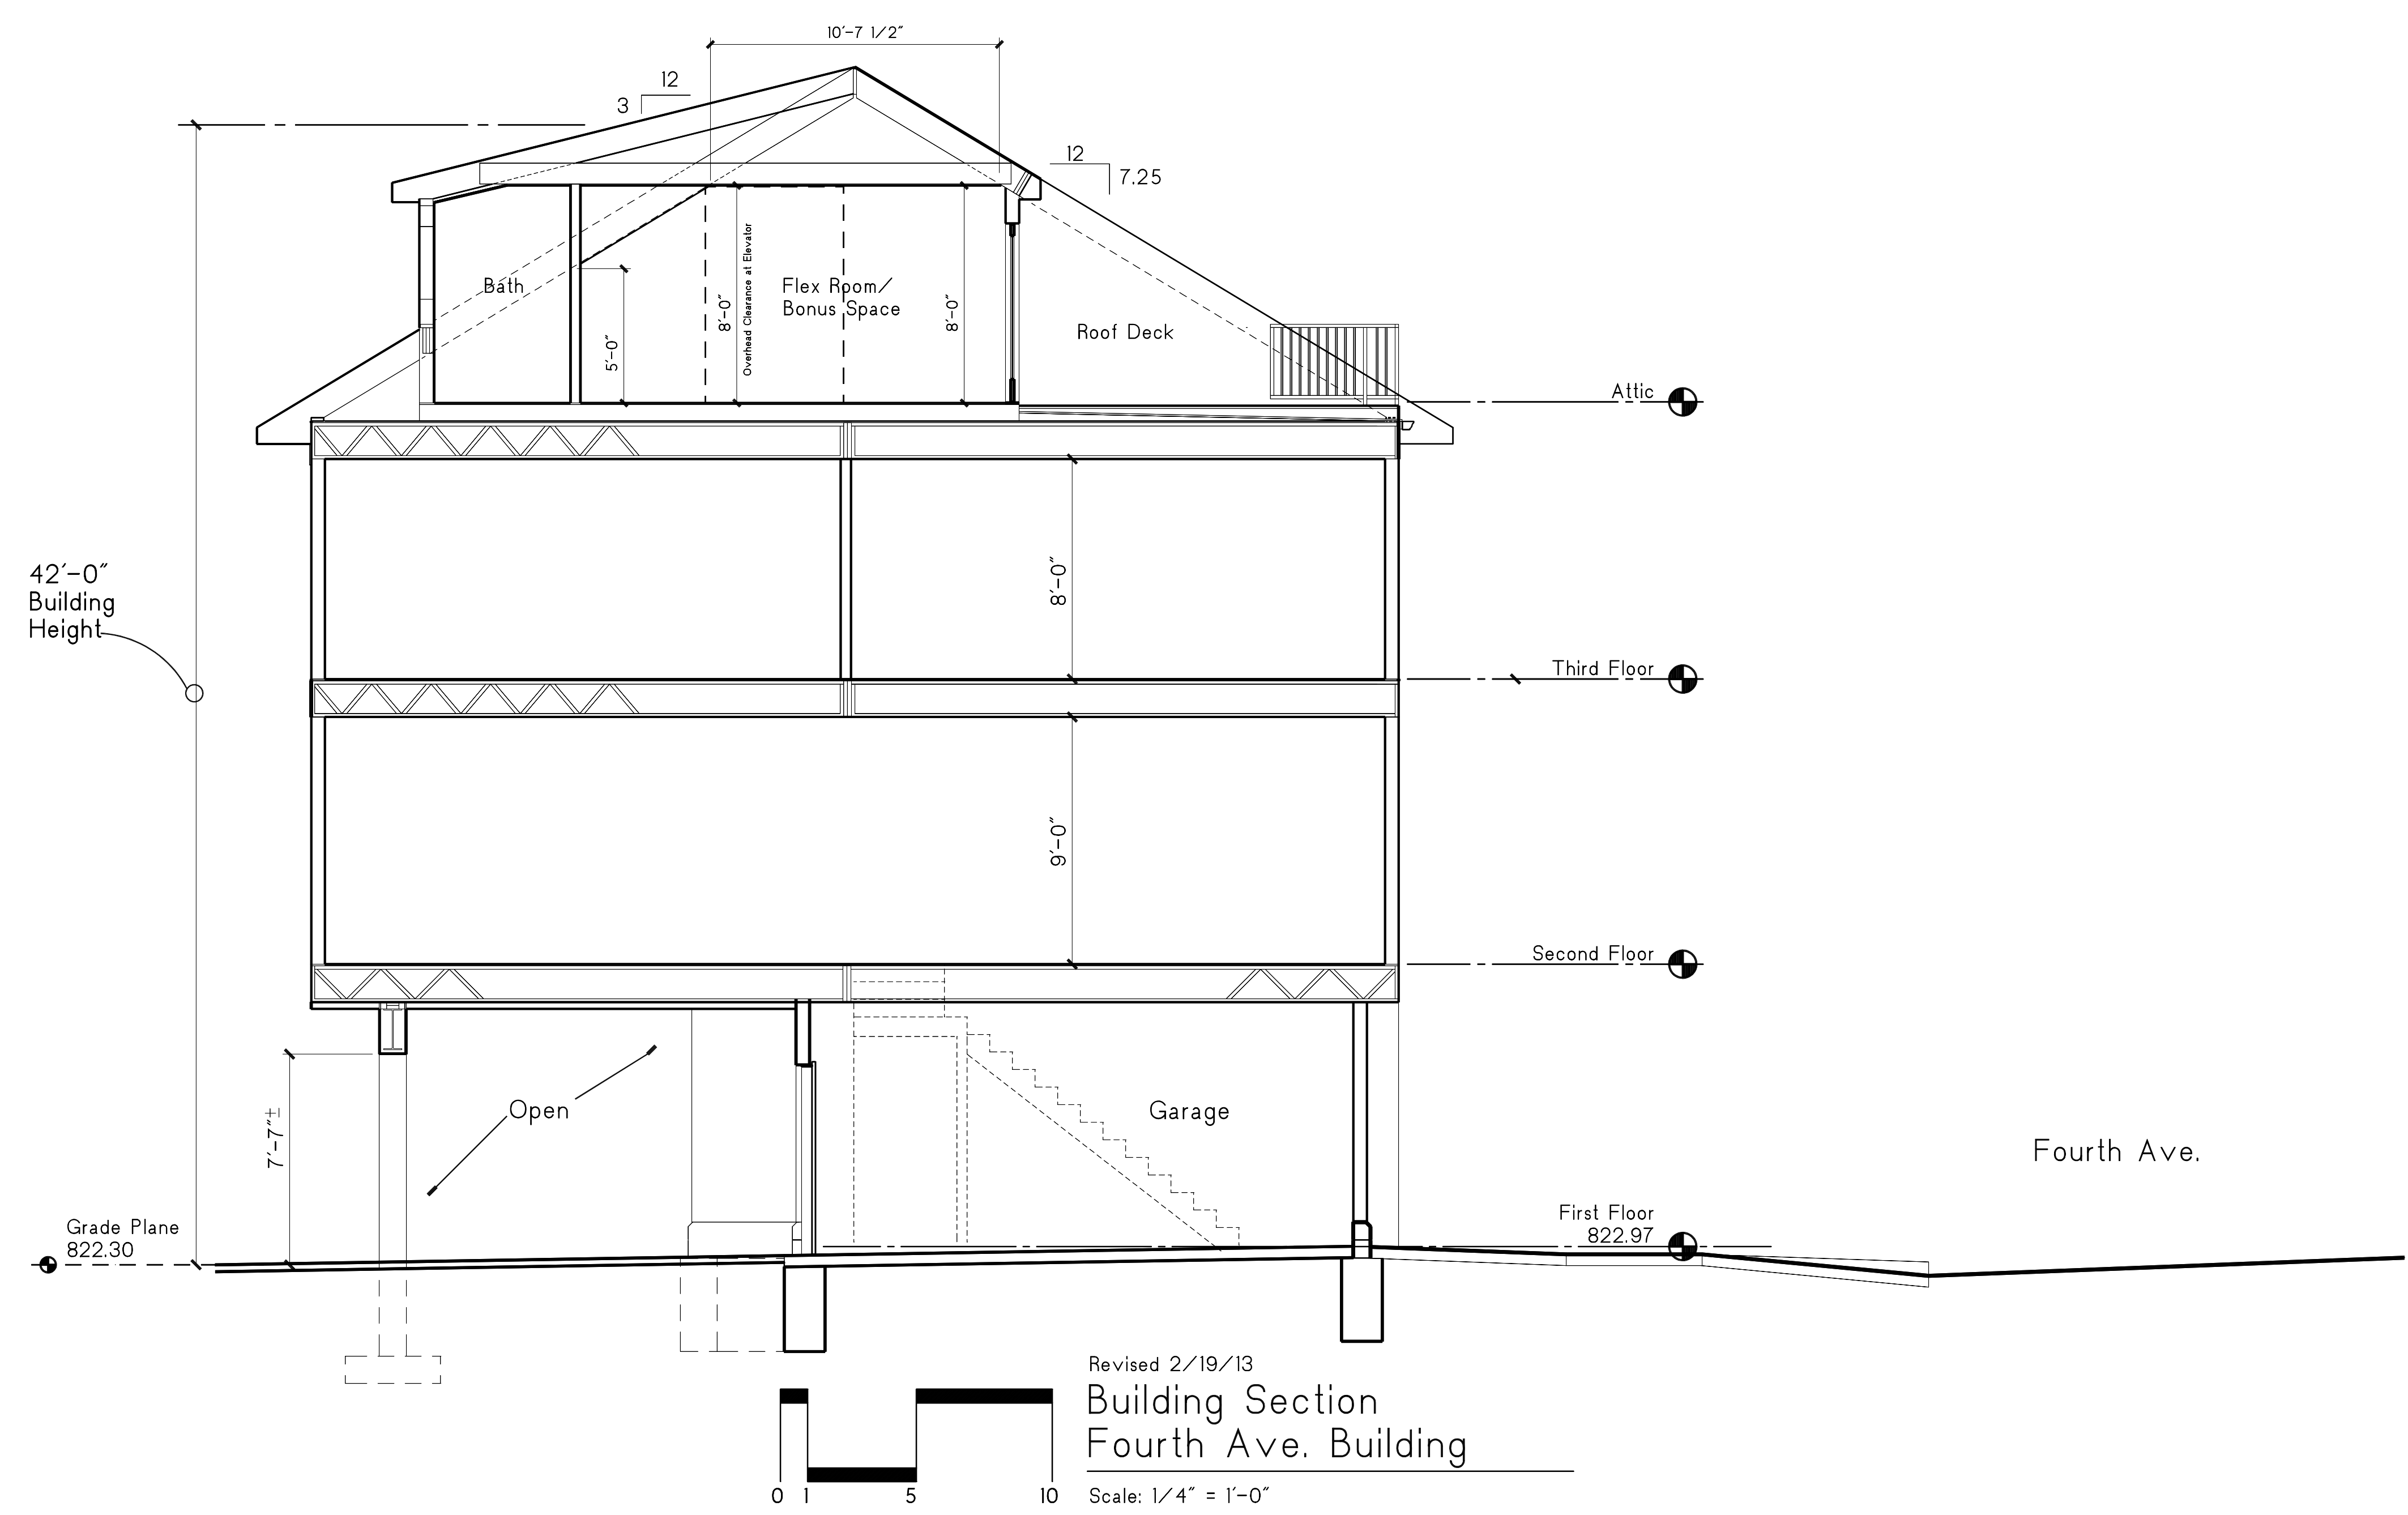 10'-7 1/2"
12
3
12
7.25
Bath
5'-0"
8'-0"
Overhead Clearance at Elevator
Flex Room/
Bonus Space
8'-0"
Roof Deck
Attic
42'-0"
Building
Height
8'-0"
Third Floor
9'-0"
Second Floor
7'-7"±
Open
Garage
Fourth Ave.
Grade Plane
822.30
First Floor
822.97
Revised 2/19/13
Building Section
Fourth Ave. Building
0 1 5 10
Scale: 1/4" = 1'-0"